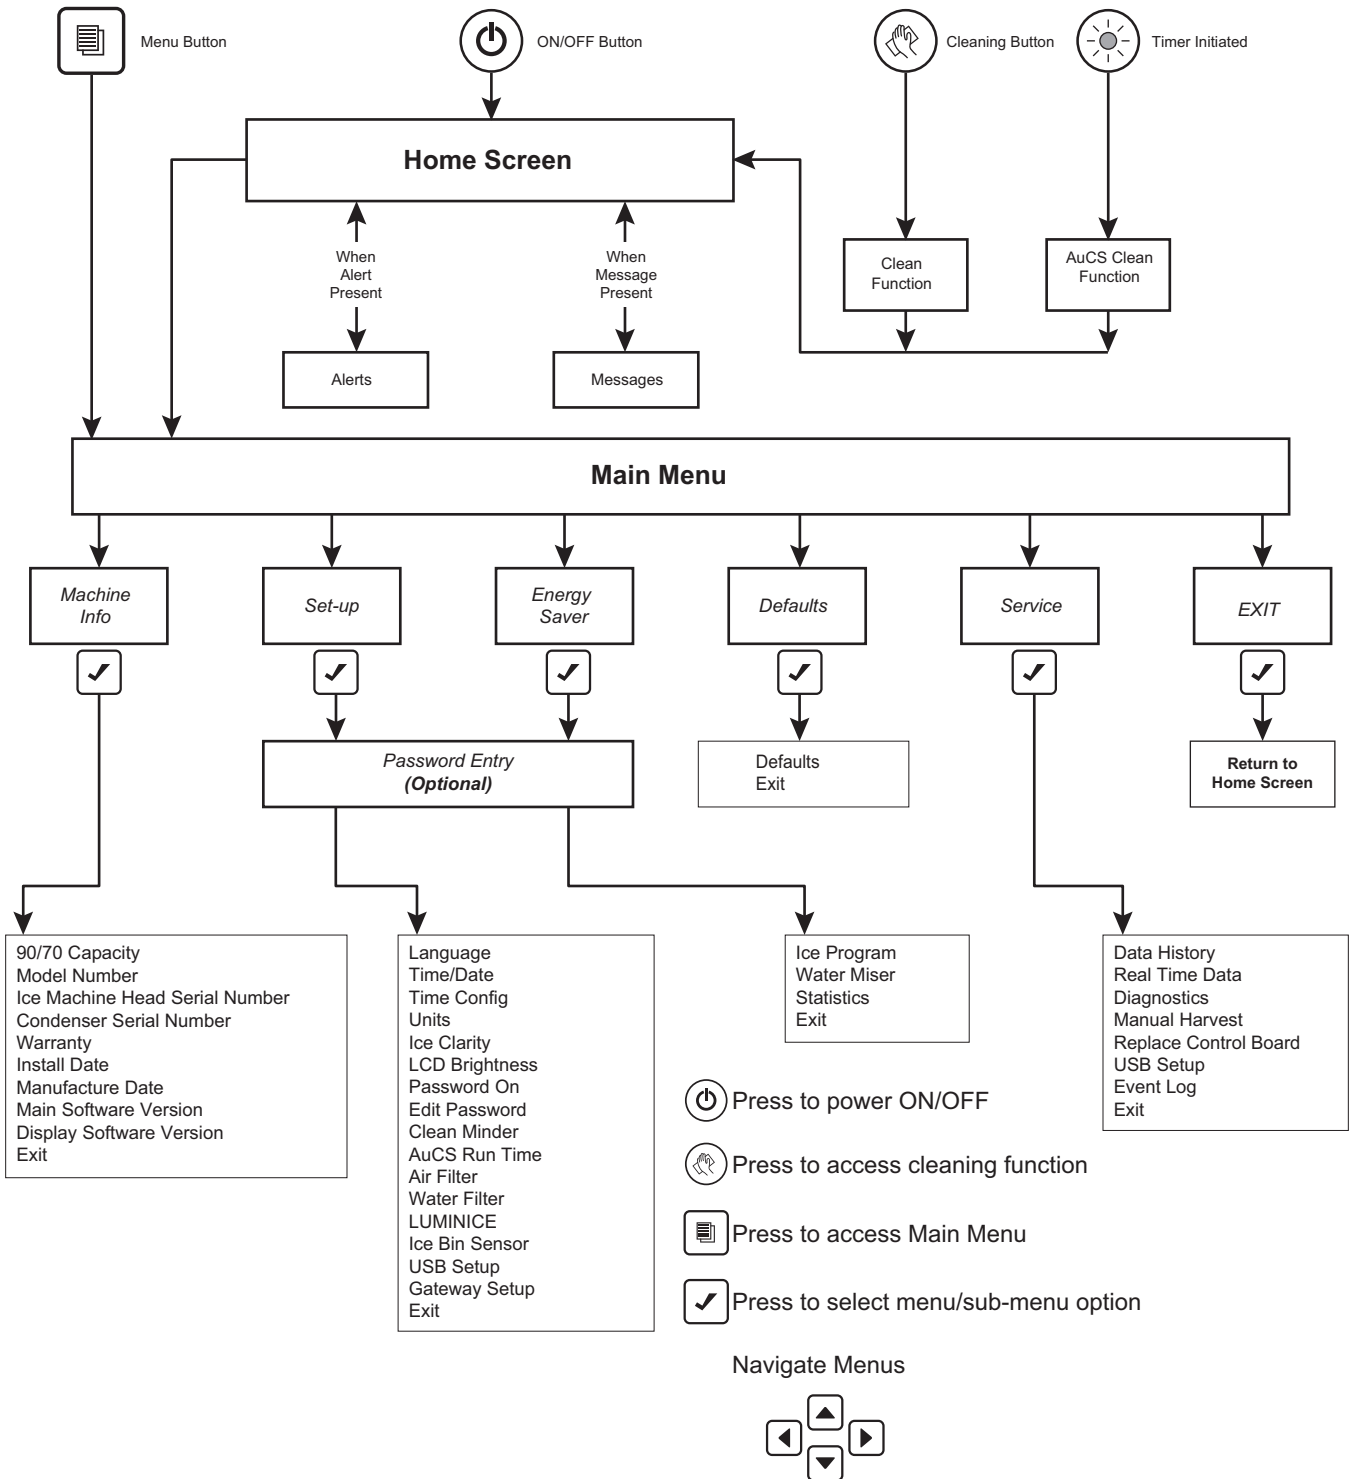 Menu Button
ON/OFF Button
Cleaning Button
Timer Initiated
Home Screen
When
Alert
Present
When
Message
Present
Clean
Function
AuCS Clean
Function
Alerts
Messages
Main Menu
Machine
Info
Set-up
Energy
Saver
Defaults
Service
EXIT
Password Entry
(Optional)
Defaults
Exit
Return to
Home Screen
90/70 Capacity
Model Number
Ice Machine Head Serial Number
Condenser Serial Number
Warranty
Install Date
Manufacture Date
Main Software Version
Display Software Version
Exit
Language
Time/Date
Time Config
Units
Ice Clarity
LCD Brightness
Password On
Edit Password
Clean Minder
AuCS Run Time
Air Filter
Water Filter
LUMINICE
Ice Bin Sensor
USB Setup
Gateway Setup
Exit
Ice Program
Water Miser
Statistics
Exit
Data History
Real Time Data
Diagnostics
Manual Harvest
Replace Control Board
USB Setup
Event Log
Exit
Press to power ON/OFF
Press to access cleaning function
Press to access Main Menu
Press to select menu/sub-menu option
Navigate Menus